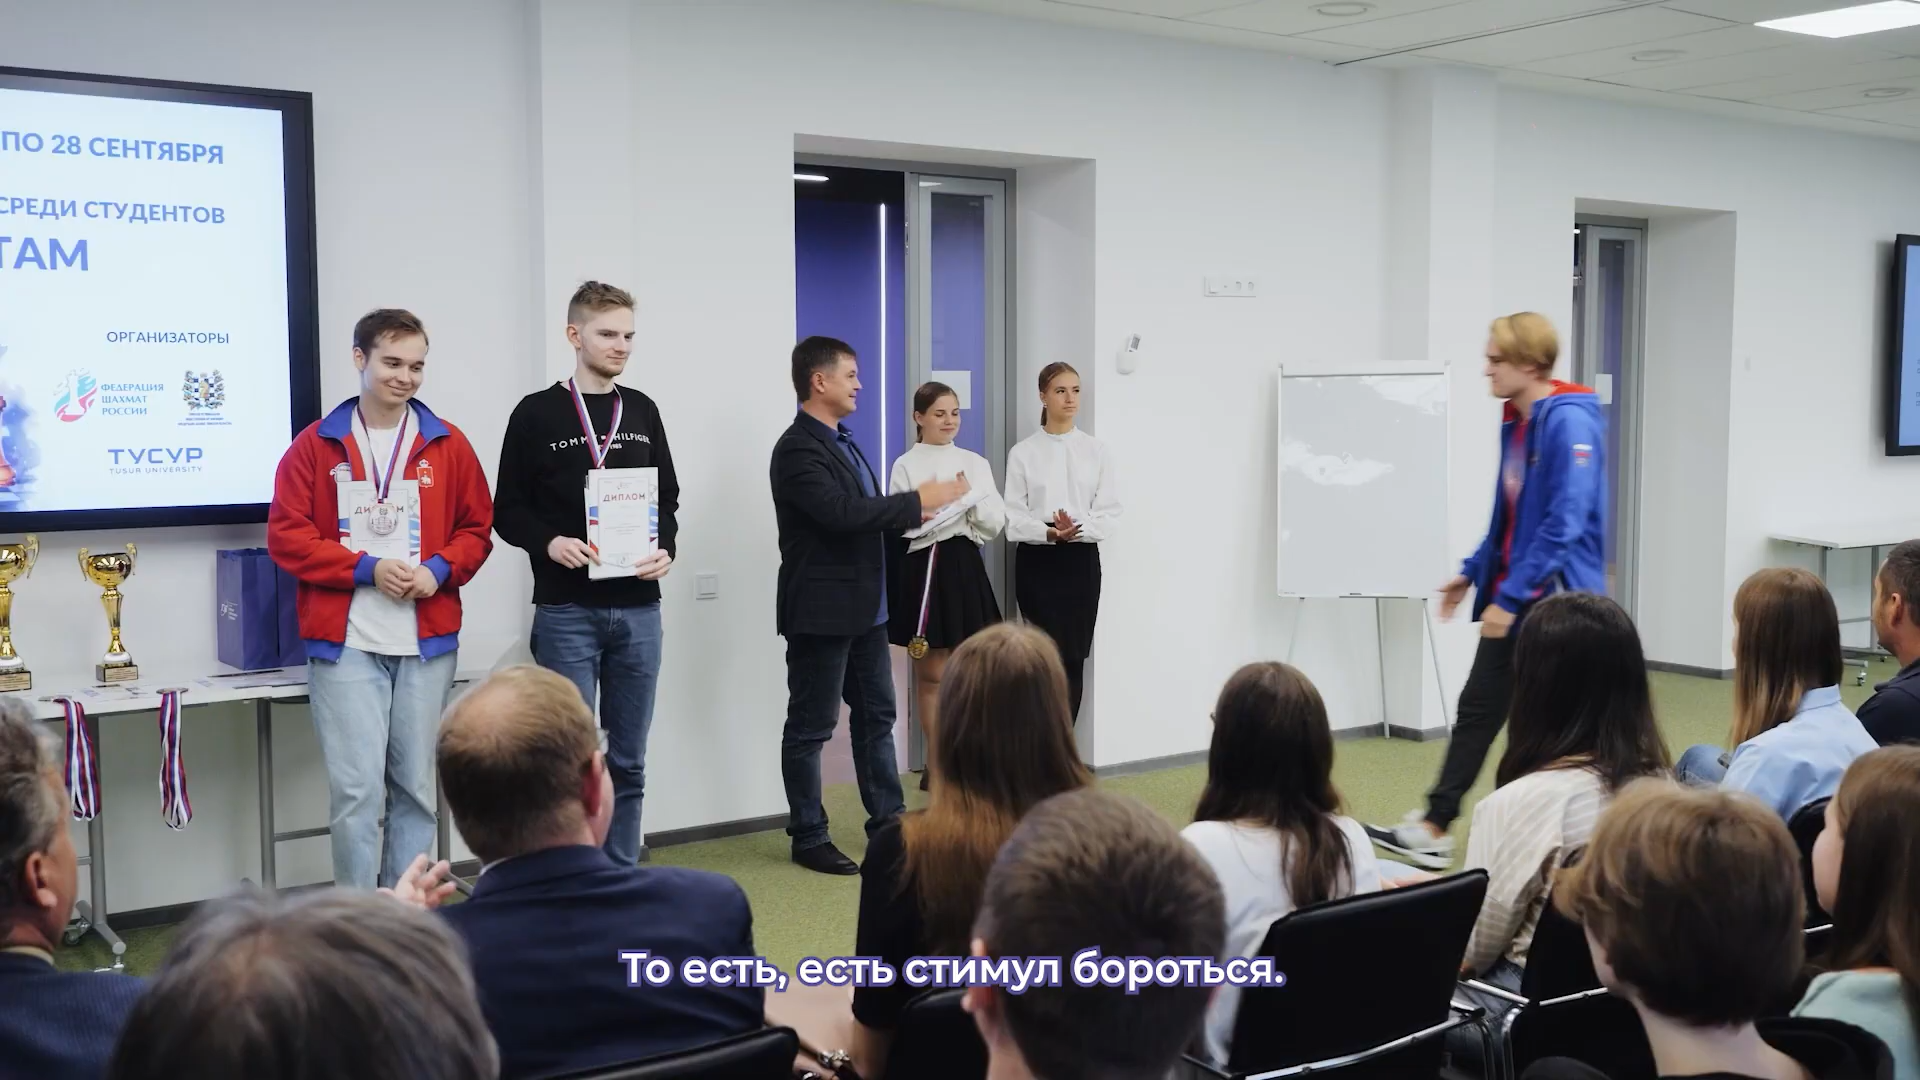 ПО 28 СЕНТЯБРЯ
СРЕДИ СТУДЕНТОВ
ТАМ
ОРГАНИЗАТОРЫ
ФЕДЕРАЦИЯ
ШАХМАТ
РОССИИ
ТУСУР
TUSUR UNIVERSITY
TOMMY HILFIGER
1985
ДИПЛОМ
То есть, есть стимул бороться.